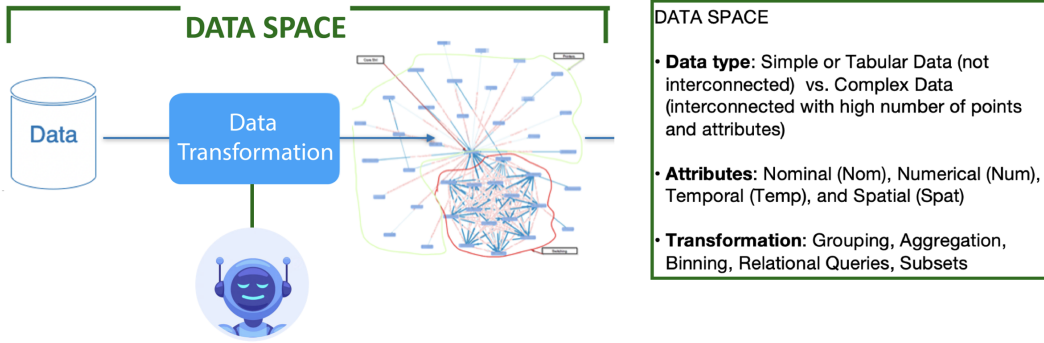 DATA SPACE
Data
Data
Transformation
DATA SPACE
• Data type: Simple or Tabular Data (not
interconnected) vs. Complex Data
(interconnected with high number of points
and attributes)
• Attributes: Nominal (Nom), Numerical (Num),
Temporal (Temp), and Spatial (Spat)
• Transformation: Grouping, Aggregation,
Binning, Relational Queries, Subsets